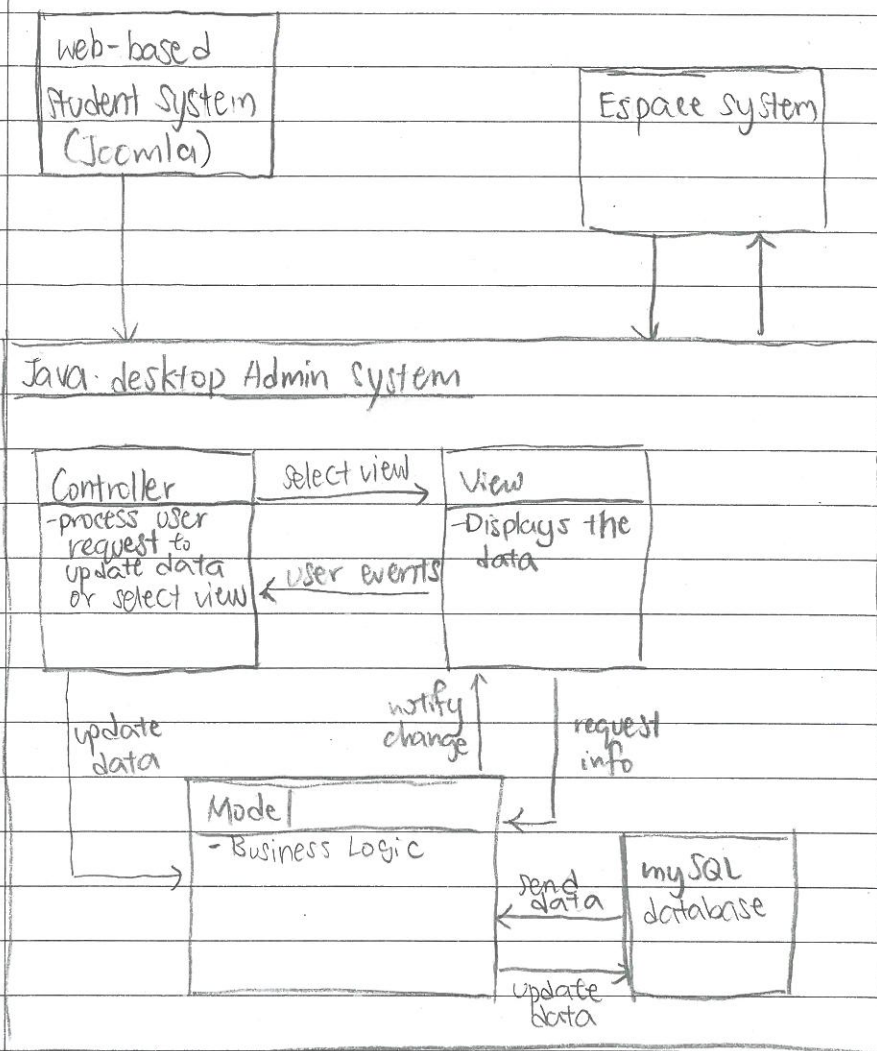 web-based
student system
(Joomla)
Espace system
Java desktop Admin system
Controller
-process user
request to
update data
or select view
select view
user events
View
-Displays the
data
update
data
notify
change
request
info
Model
- Business Logic
send
data
update
data
mySQL
database